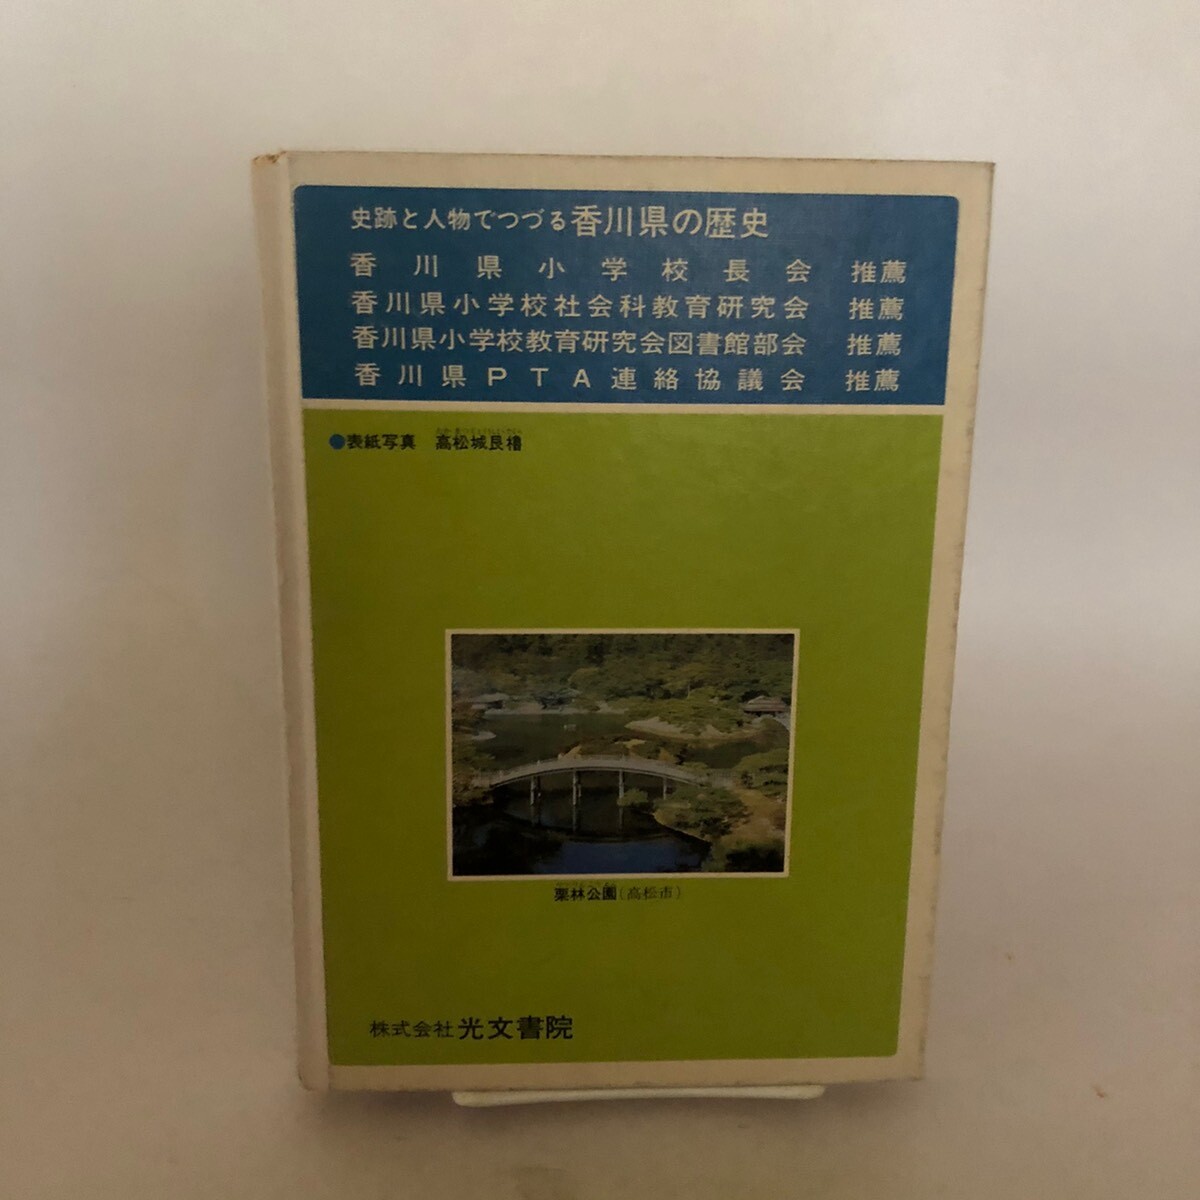 史跡と人物でつづる香川県の歴史
香川県小学校長会 推薦
香川県小学校社会科教育研究会 推薦
香川県小学校教育研究会図書館部会 推薦
香川県PTA連絡協議会 推薦
●表紙写真 高松城艮櫓
栗林公園(高松市)
株式会社 光文書院